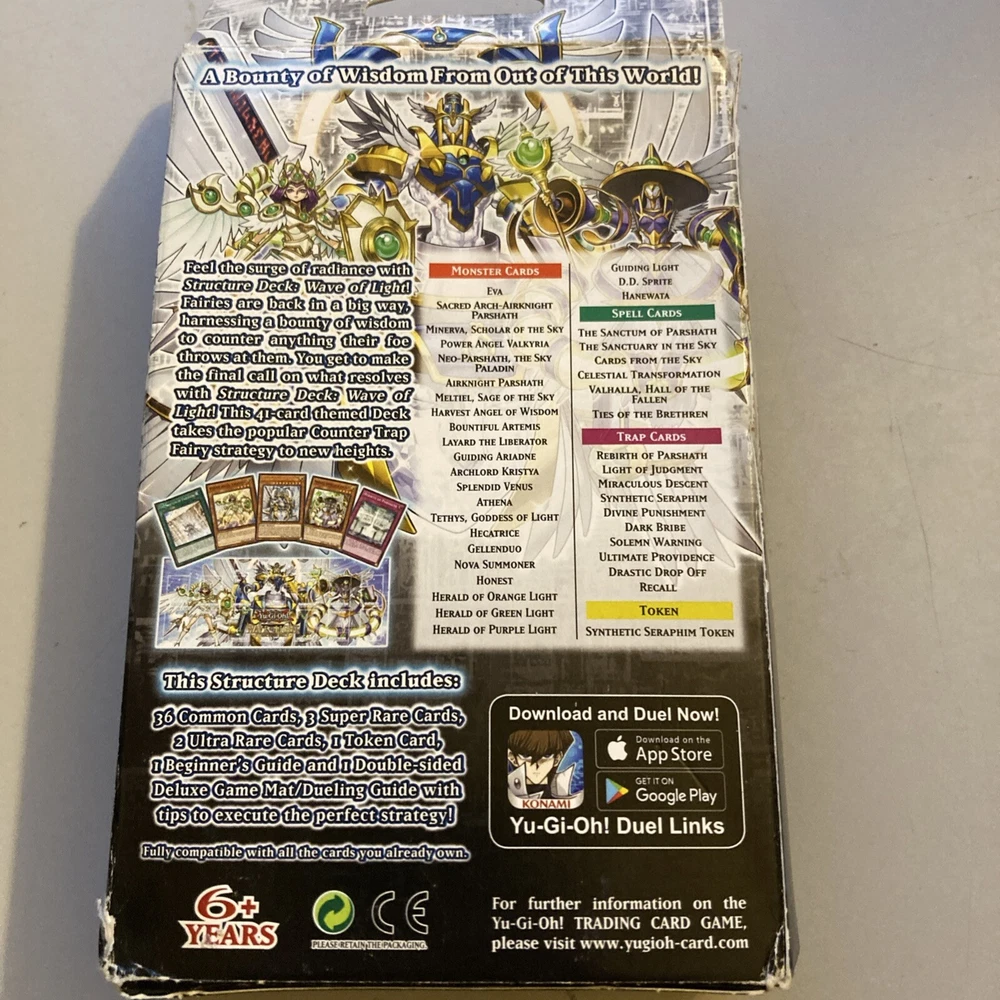 A Bounty of Wisdom From Out of This World!
Feel the surge of radiance with
Structure Deck: Wave of Light!
Fairies are back in a big way,
harnessing a bounty of wisdom
to counter anything their foe
throws at them. You get to make
the final call on what resolves
with Structure Deck: Wave of
Light! This 41-card themed Deck
takes the popular Counter Trap
Fairy strategy to new heights.
Monster Cards
Eva
Sacred Arch-Airknight
Parshath
Minerva, Scholar of the Sky
Power Angel Valkyria
Neo-Parshath, the Sky
Paladin
Airknight Parshath
Meltiel, Sage of the Sky
Harvest Angel of Wisdom
Bountiful Artemis
Layard the Liberator
Guiding Ariadne
Archlord Kristya
Splendid Venus
Athena
Tethys, Goddess of Light
Hecatrice
Gellenduo
Nova Summoner
Honest
Herald of Orange Light
Herald of Green Light
Herald of Purple Light
Guiding Light
D.D. Sprite
Hanewata
Spell Cards
The Sanctum of Parshath
The Sanctuary in the Sky
Cards from the Sky
Celestial Transformation
Valhalla, Hall of the
Fallen
Ties of the Brethren
Trap Cards
Rebirth of Parshath
Light of Judgment
Miraculous Descent
Synthetic Seraphim
Divine Punishment
Dark Bribe
Solemn Warning
Ultimate Providence
Drastic Drop Off
Recall
Token
Synthetic Seraphim Token
Yu-Gi-Oh!
This Structure Deck includes:
36 Common Cards, 3 Super Rare Cards,
2 Ultra Rare Cards, 1 Token Card,
1 Beginner's Guide and 1 Double-sided
Deluxe Game Mat/Dueling Guide with
tips to execute the perfect strategy!
Fully compatible with all the cards you already own.
Download and Duel Now!
KONAMI
Download on the
App Store
GET IT ON
Google Play
Yu-Gi-Oh! Duel Links
6+
YEARS
PLEASE RETAIN THE PACKAGING.
CE
For further information on the
Yu-Gi-Oh! TRADING CARD GAME,
please visit www.yugioh-card.com